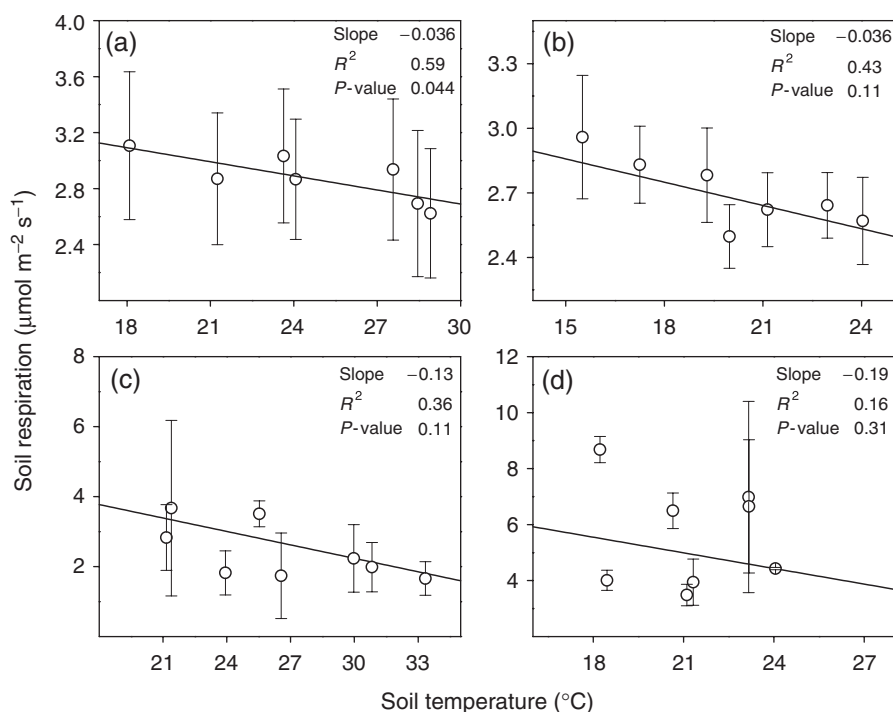 Soil respiration (μmol m⁻² s⁻¹)
(a)
Slope −0.036
R² 0.59
P-value 0.044
4.0
3.6
3.2
2.8
2.4
18 21 24 27 30
(b)
Slope −0.036
R² 0.43
P-value 0.11
3.3
3.0
2.7
2.4
15 18 21 24
(c)
Slope −0.13
R² 0.36
P-value 0.11
8
6
4
2
21 24 27 30 33
(d)
Slope −0.19
R² 0.16
P-value 0.31
12
10
8
6
4
18 21 24 27
Soil temperature (°C)